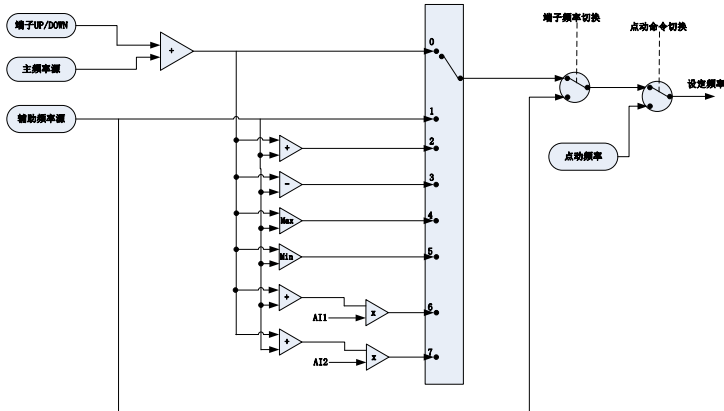 端子UP/DOWN
主频率源
辅助频率源
+
+
-
Max
Min
+
AI1
x
+
AI2
x
0
1
2
3
4
5
6
7
端子频率切换
点动命令切换
设定频率
点动频率